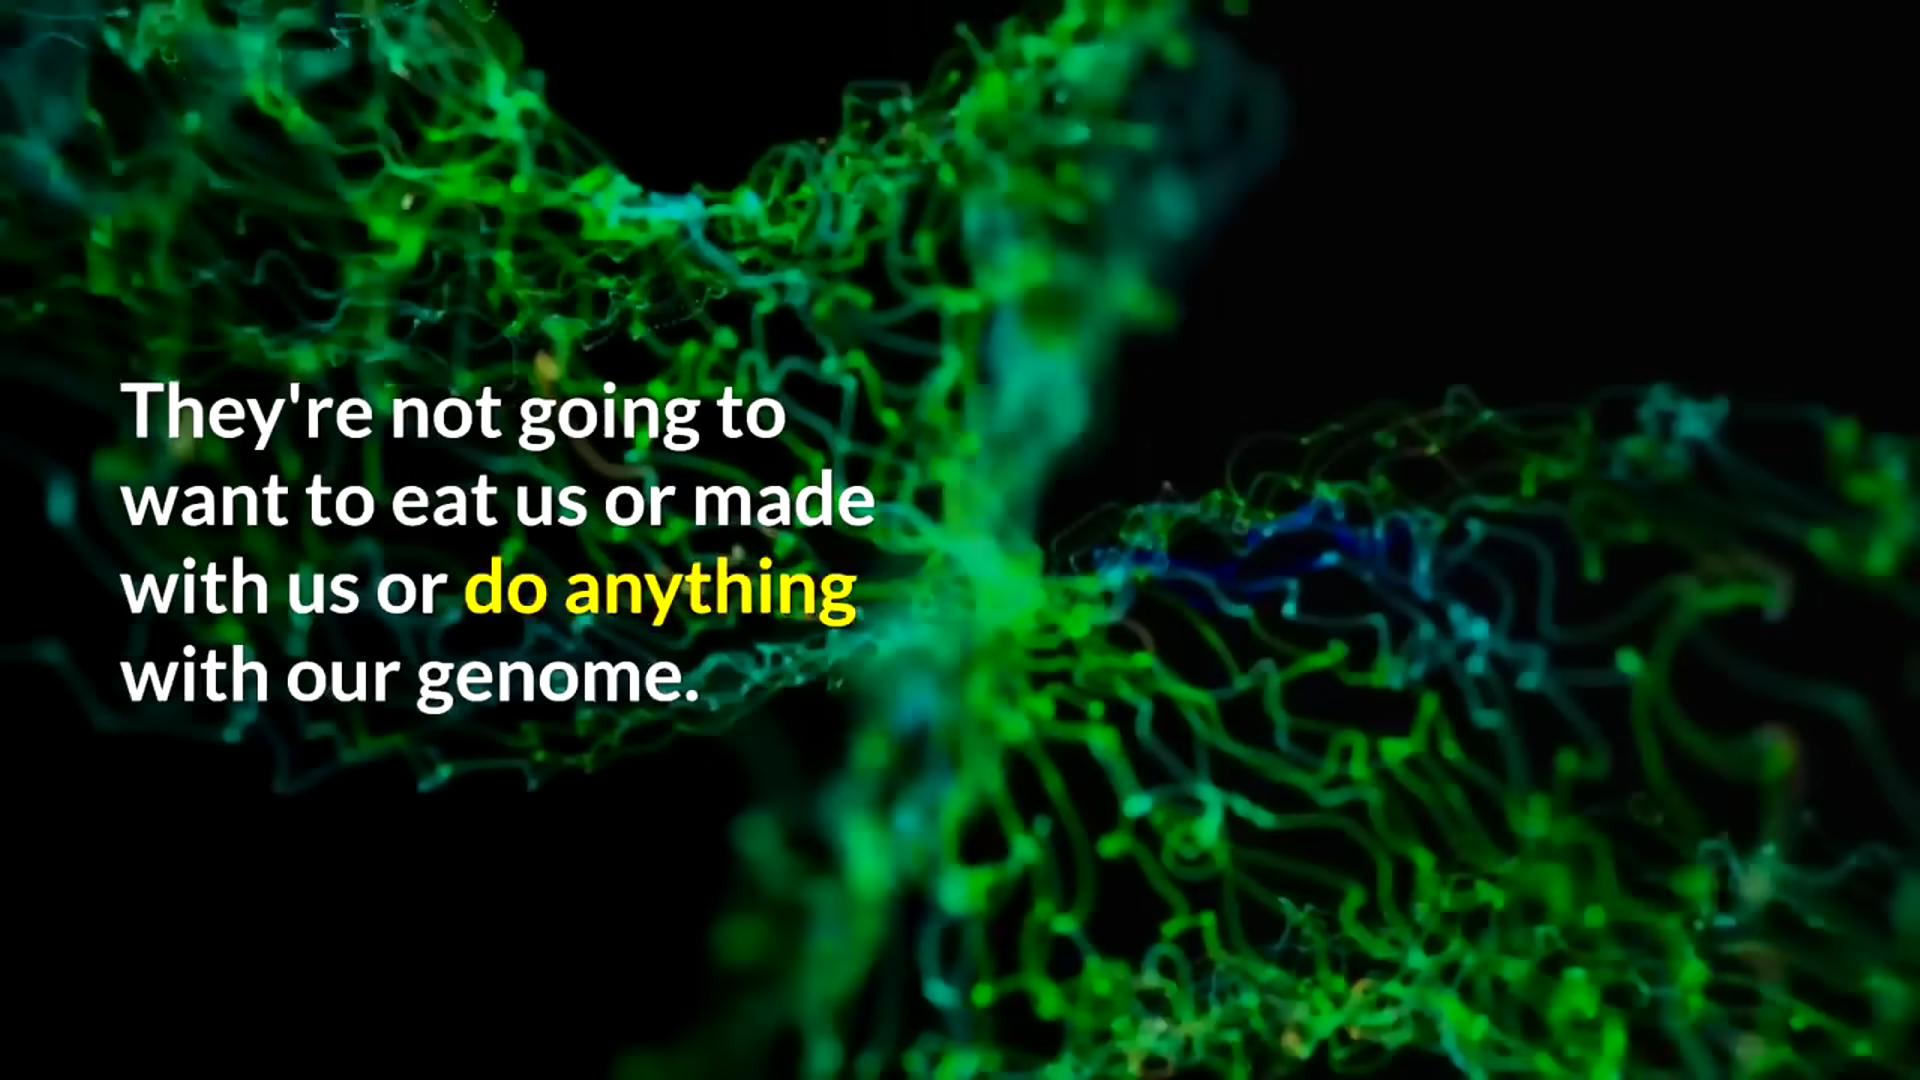 They're not going to
want to eat us or made
with us or do anything
with our genome.